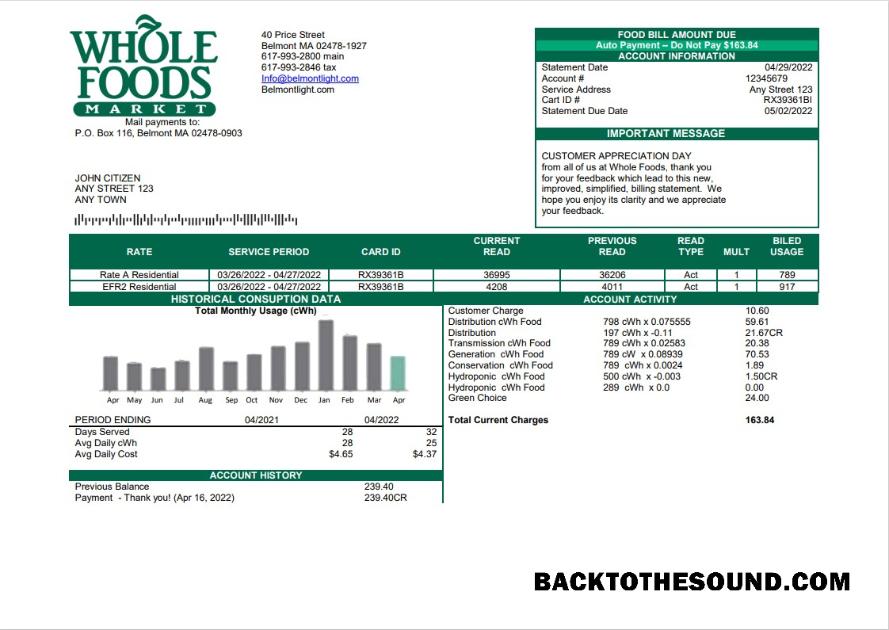 WHOLE
FOODS
MARKET
Mail payments to:
P.O. Box 116, Belmont MA 02478-0903
40 Price Street
Belmont MA 02478-1927
617-993-2800 main
617-993-2846 tax
Info@belmontlight.com
Belmontlight.com
FOOD BILL AMOUNT DUE
Auto Payment – Do Not Pay $163.84
ACCOUNT INFORMATION
Statement Date 04/29/2022
Account # 12345679
Service Address Any Street 123
Cart ID # RX39361BI
Statement Due Date 05/02/2022
IMPORTANT MESSAGE
CUSTOMER APPRECIATION DAY
from all of us at Whole Foods, thank you
for your feedback which lead to this new,
improved, simplified, billing statement. We
hope you enjoy its clarity and we appreciate
your feedback.
JOHN CITIZEN
ANY STREET 123
ANY TOWN
RATE SERVICE PERIOD CARD ID CURRENT READ PREVIOUS READ READ TYPE MULT BILED USAGE
Rate A Residential 03/26/2022 - 04/27/2022 RX39361B 36995 36206 Act 1 789
EFR2 Residential 03/26/2022 - 04/27/2022 RX39361B 4208 4011 Act 1 917
HISTORICAL CONSUPTION DATA
Total Monthly Usage (cWh)
Apr May Jun Jul Aug Sep Oct Nov Dec Jan Feb Mar Apr
PERIOD ENDING 04/2021 04/2022
Days Served 28 32
Avg Daily cWh 28 25
Avg Daily Cost $4.65 $4.37
ACCOUNT HISTORY
Previous Balance 239.40
Payment - Thank you! (Apr 16, 2022) 239.40CR
ACCOUNT ACTIVITY
Customer Charge 10.60
Distribution cWh Food 798 cWh x 0.075555 59.61
Distribution 197 cWh x -0.11 21.67CR
Transmission cWh Food 789 cWh x 0.02583 20.38
Generation cWh Food 789 cW x 0.08939 70.53
Conservation cWh Food 789 cWh x 0.0024 1.89
Hydroponic cWh Food 500 cWh x -0.003 1.50CR
Hydroponic cWh Food 289 cWh x 0.0 0.00
Green Choice 24.00
Total Current Charges 163.84
BACKTOTHESOUND.COM